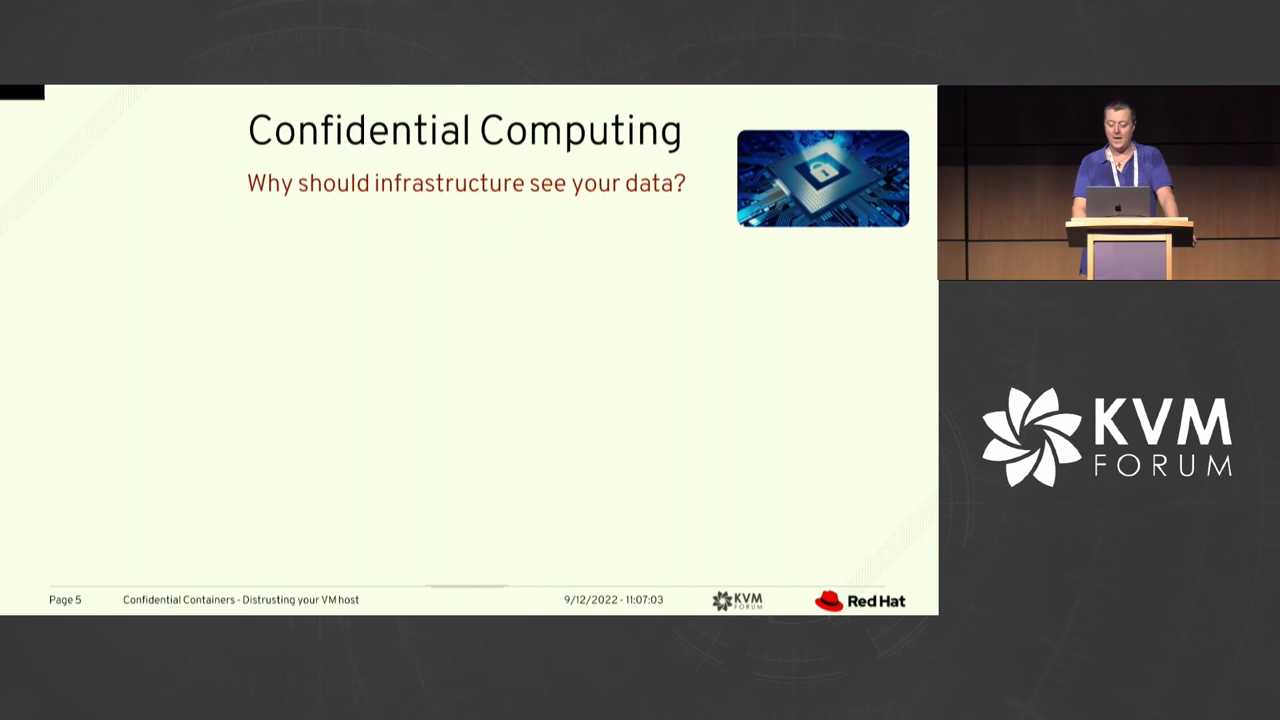 Confidential Computing
Why should infrastructure see your data?
Page 5
Confidential Containers - Distrusting your VM host
9/12/2022 - 11:07:03
KVM
FORUM
Red Hat
KVM
FORUM